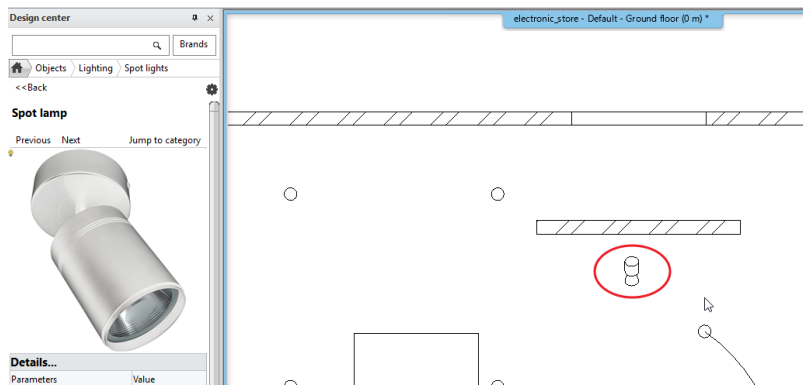 Design center
Brands
Objects Lighting Spot lights
<<Back
Spot lamp
Previous Next Jump to category
Details...
Parameters Value
electronic_store - Default - Ground floor (0 m) *